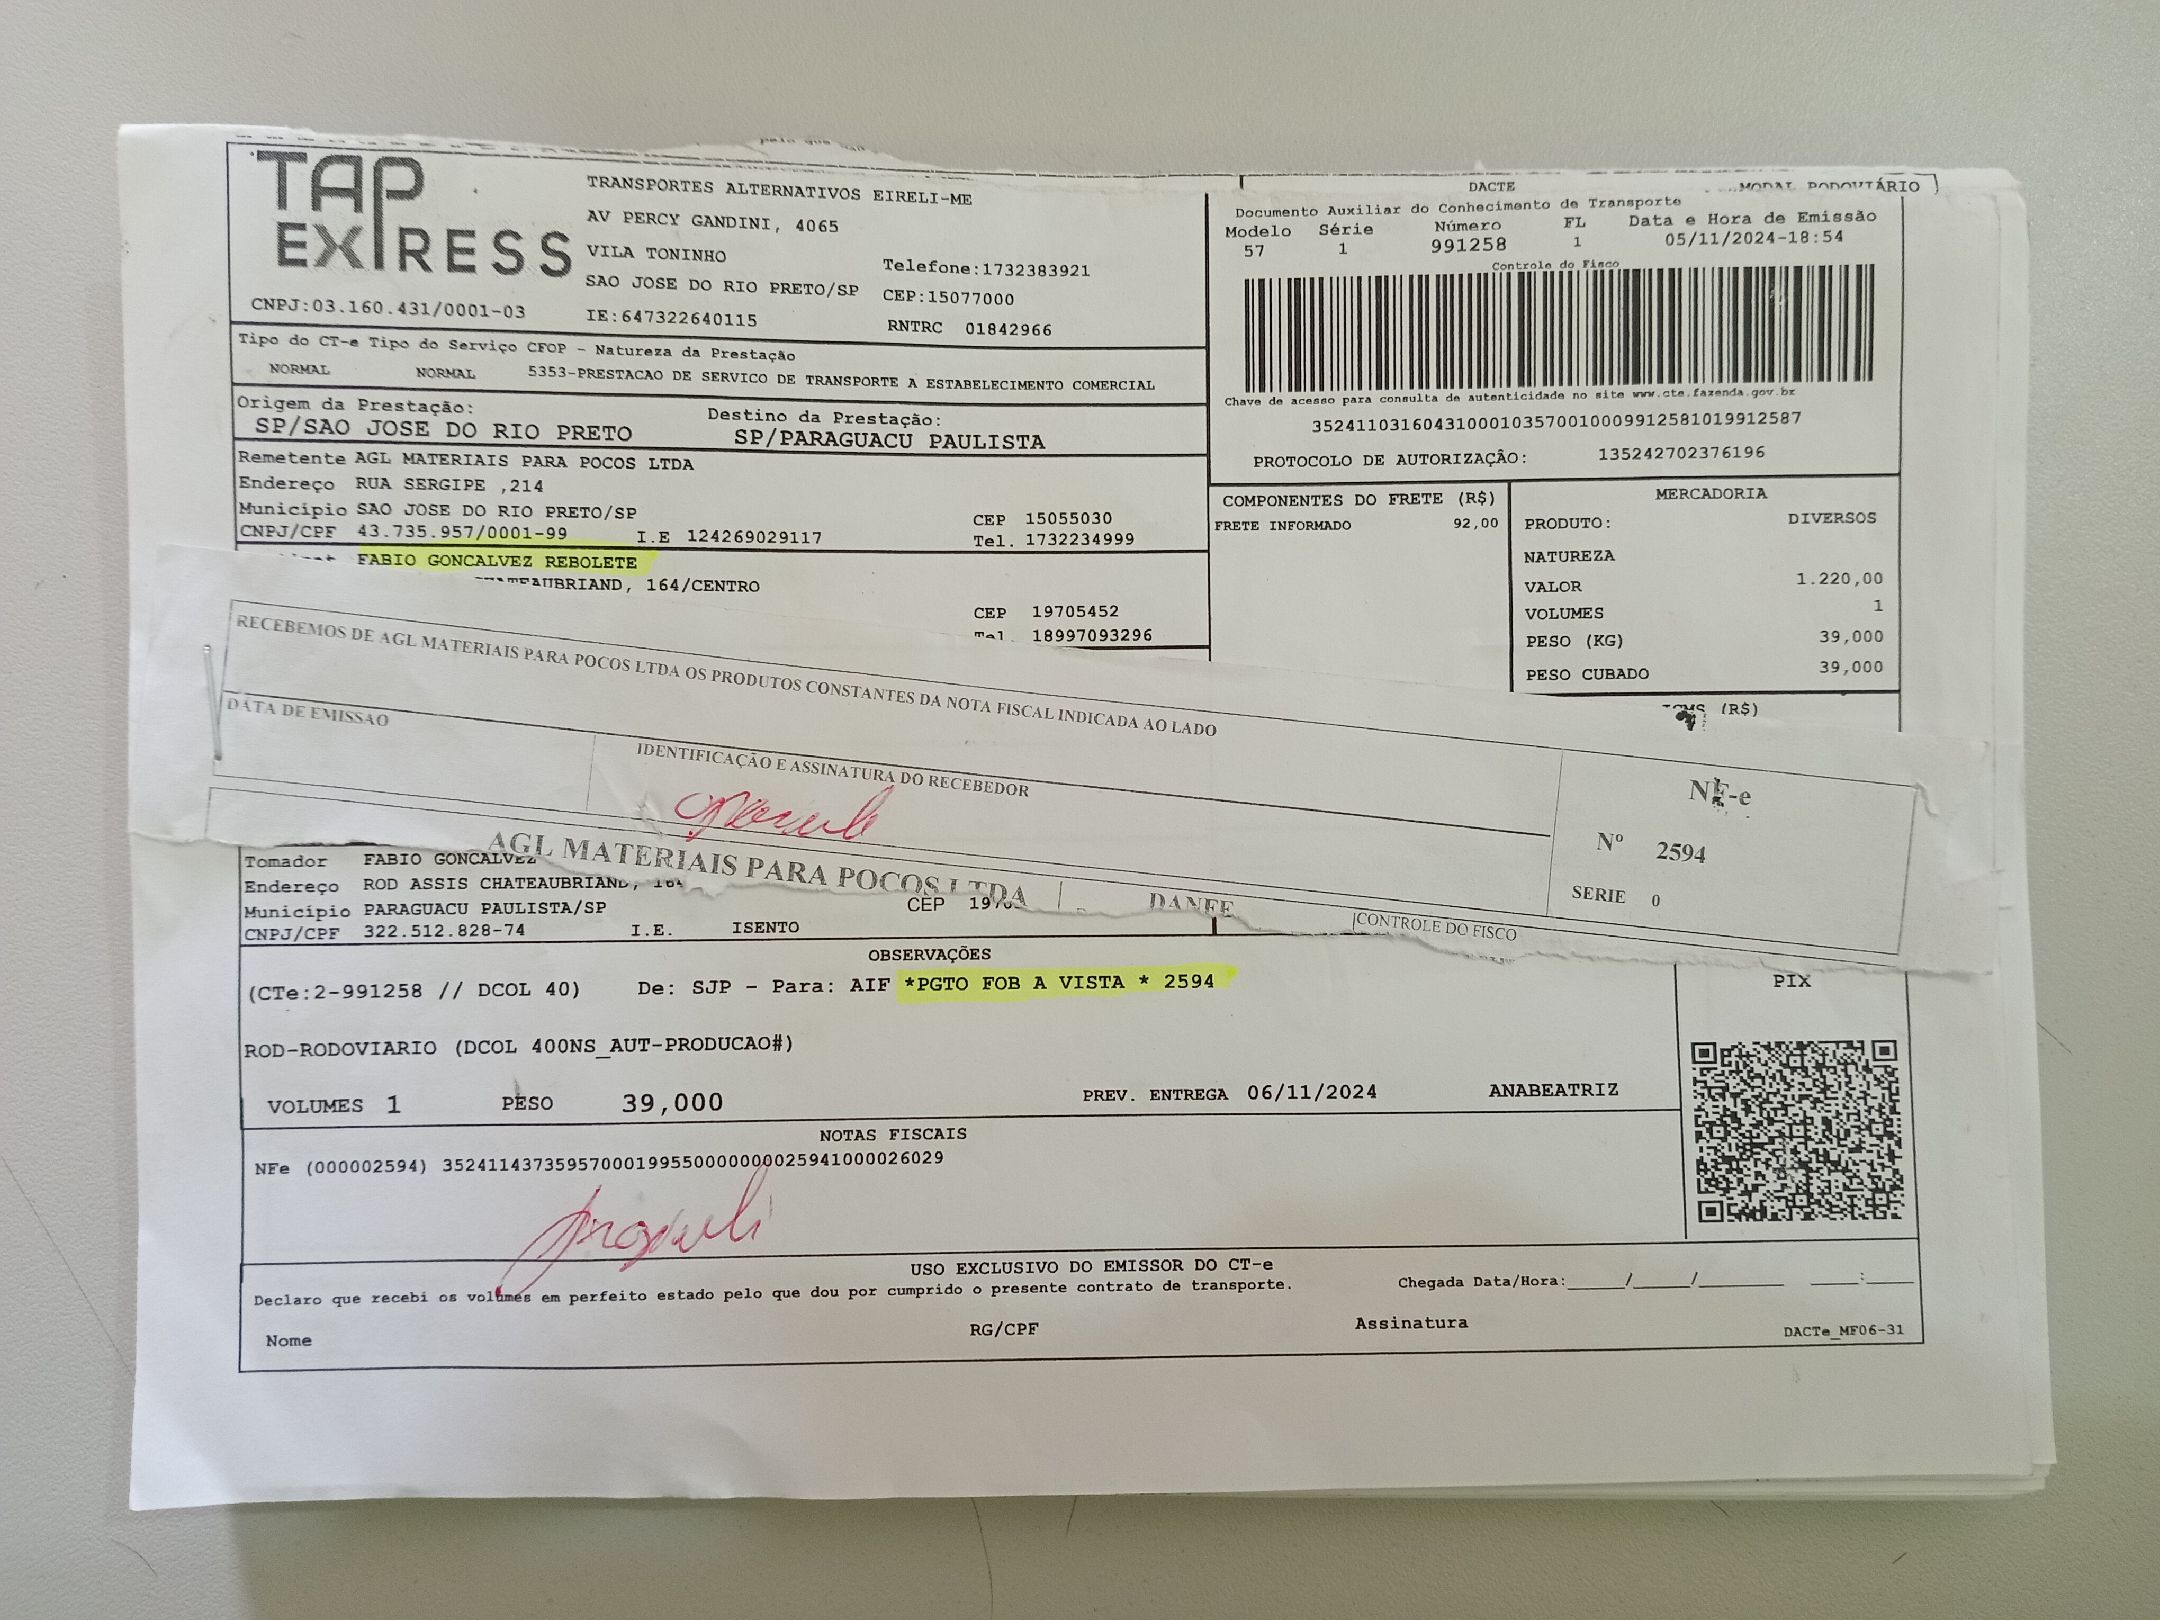 TAP EXPRESS
TRANSPORTES ALTERNATIVOS EIRELI-ME
AV PERCY GANDINI, 4065
VILA TONINHO
Telefone:1732383921
SAO JOSE DO RIO PRETO/SP CEP:15077000
CNPJ:03.160.431/0001-03 IE:647322640115 RNTRC 01842966
DACTE MODAL RODOVIÁRIO
Documento Auxiliar do Conhecimento de Transporte
Modelo Série Número FL Data e Hora de Emissão
57 1 991258 1 05/11/2024-18:54
Controle do Fisco
Chave de acesso para consulta de autenticidade no site www.cte.fazenda.gov.br
35241103160431000103570010009912581019912587
PROTOCOLO DE AUTORIZAÇÃO: 135242702376196
Tipo do CT-e Tipo do Serviço CFOP - Natureza da Prestação
NORMAL NORMAL 5353-PRESTACAO DE SERVICO DE TRANSPORTE A ESTABELECIMENTO COMERCIAL
Origem da Prestação: Destino da Prestação:
SP/SAO JOSE DO RIO PRETO SP/PARAGUACU PAULISTA
Remetente AGL MATERIAIS PARA POCOS LTDA
Endereço RUA SERGIPE ,214
Município SAO JOSE DO RIO PRETO/SP CEP 15055030
CNPJ/CPF 43.735.957/0001-99 I.E 124269029117 Tel. 1732234999
FABIO GONCALVEZ REBOLETE
CHATEAUBRIAND, 164/CENTRO
CEP 19705452
Tel. 18997093296
COMPONENTES DO FRETE (R$)
FRETE INFORMADO 92,00
MERCADORIA
PRODUTO: DIVERSOS
NATUREZA
VALOR 1.220,00
VOLUMES 1
PESO (KG) 39,000
PESO CUBADO 39,000
ICMS (R$)
RECEBEMOS DE AGL MATERIAIS PARA POCOS LTDA OS PRODUTOS CONSTANTES DA NOTA FISCAL INDICADA AO LADO
DATA DE EMISSAO
IDENTIFICAÇÃO E ASSINATURA DO RECEBEDOR
NF-e
Nº 2594
SERIE 0
AGL MATERIAIS PARA POCOS LTDA
DANFE
CONTROLE DO FISCO
Tomador FABIO GONCALVEZ
Endereço ROD ASSIS CHATEAUBRIAND, 164
Município PARAGUACU PAULISTA/SP CEP
CNPJ/CPF 322.512.828-74 I.E. ISENTO
OBSERVAÇÕES
(CTe:2-991258 // DCOL 40) De: SJP - Para: AIF *PGTO FOB A VISTA * 2594
ROD-RODOVIARIO (DCOL 400NS_AUT-PRODUCAO#)
VOLUMES 1 PESO 39,000 PREV. ENTREGA 06/11/2024 ANABEATRIZ
PIX
NOTAS FISCAIS
NFe (000002594) 35241143735957000199550000000025941000026029
USO EXCLUSIVO DO EMISSOR DO CT-e
Declaro que recebi os volumes em perfeito estado pelo que dou por cumprido o presente contrato de transporte.
Chegada Data/Hora:____/____/______ ____:____
Nome RG/CPF Assinatura
DACTe_MF06-31